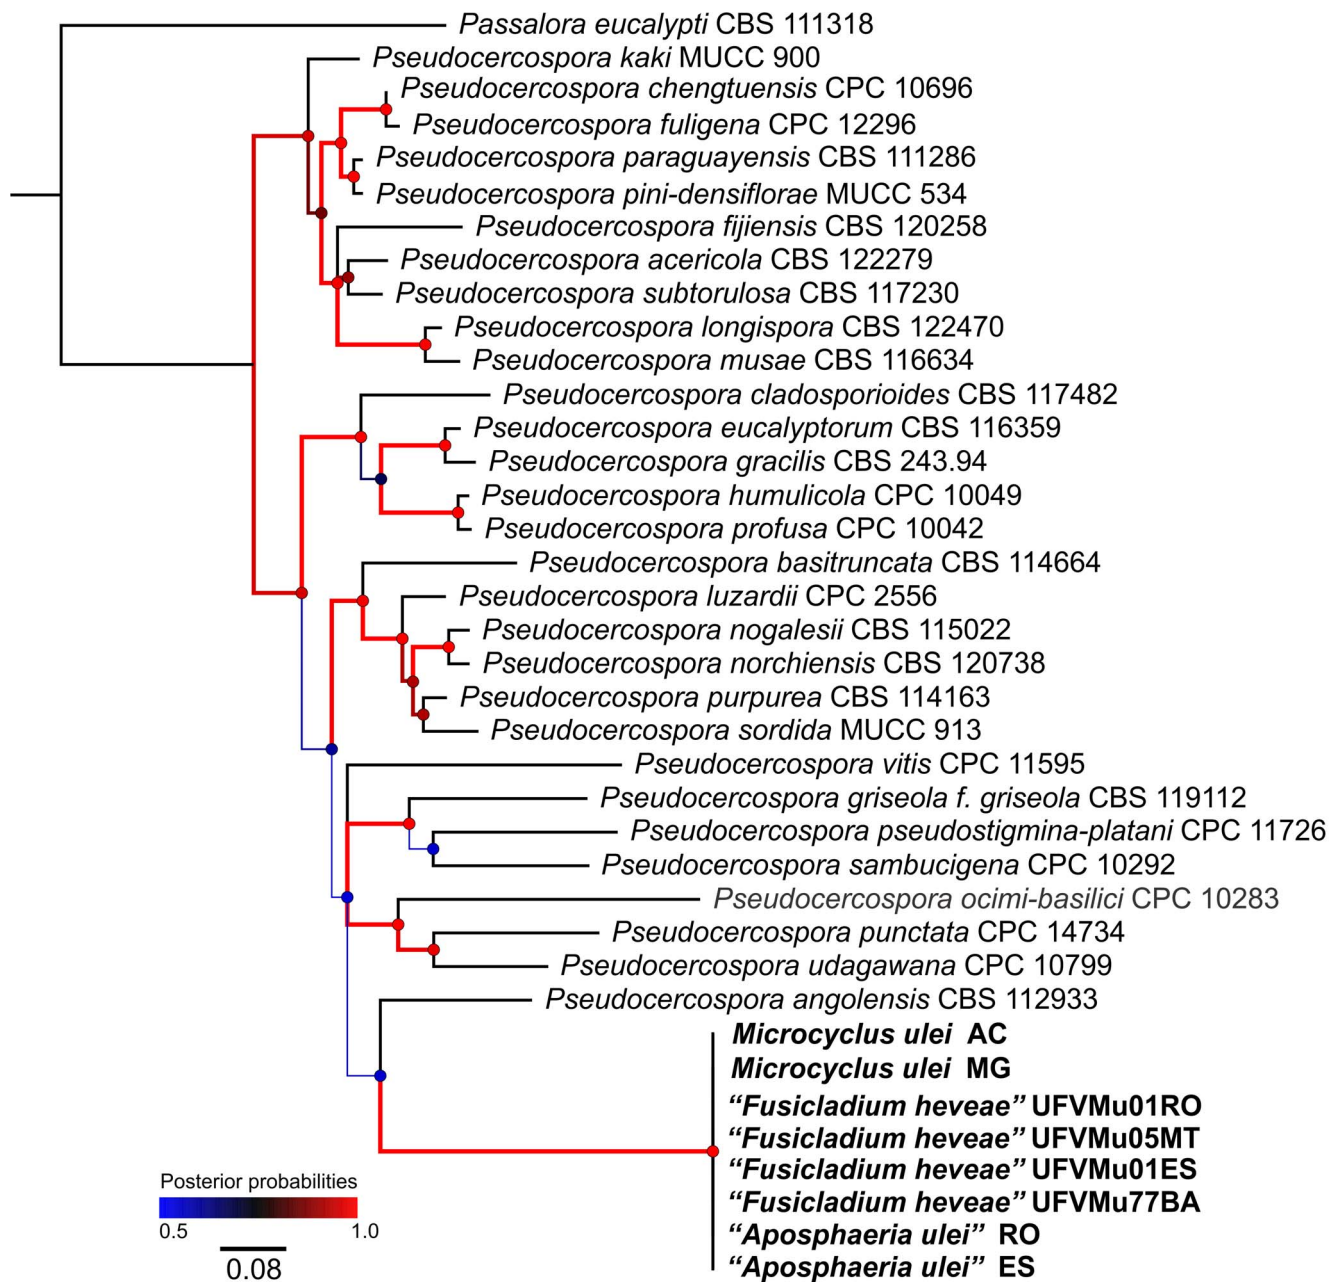 Passalora eucalypti CBS 111318
Pseudocercospora kaki MUCC 900
Pseudocercospora chengtuensis CPC 10696
Pseudocercospora fuligena CPC 12296
Pseudocercospora paraguayensis CBS 111286
Pseudocercospora pini-densiflorae MUCC 534
Pseudocercospora fijiensis CBS 120258
Pseudocercospora acericola CBS 122279
Pseudocercospora subtorulosa CBS 117230
Pseudocercospora longispora CBS 122470
Pseudocercospora musae CBS 116634
Pseudocercospora cladosporioides CBS 117482
Pseudocercospora eucalyptorum CBS 116359
Pseudocercospora gracilis CBS 243.94
Pseudocercospora humulicola CPC 10049
Pseudocercospora profusa CPC 10042
Pseudocercospora basitruncata CBS 114664
Pseudocercospora luzardii CPC 2556
Pseudocercospora nogalesii CBS 115022
Pseudocercospora norchiensis CBS 120738
Pseudocercospora purpurea CBS 114163
Pseudocercospora sordida MUCC 913
Pseudocercospora vitis CPC 11595
Pseudocercospora griseola f. griseola CBS 119112
Pseudocercospora pseudostigmina-platani CPC 11726
Pseudocercospora sambucigena CPC 10292
Pseudocercospora ocimi-basilici CPC 10283
Pseudocercospora punctata CPC 14734
Pseudocercospora udagawana CPC 10799
Pseudocercospora angolensis CBS 112933
Microcyclus ulei AC
Microcyclus ulei MG
“Fusicladium heveae” UFVMu01RO
“Fusicladium heveae” UFVMu05MT
“Fusicladium heveae” UFVMu01ES
“Fusicladium heveae” UFVMu77BA
“Aposphaeria ulei” RO
“Aposphaeria ulei” ES
Posterior probabilities
0.5 1.0
0.08